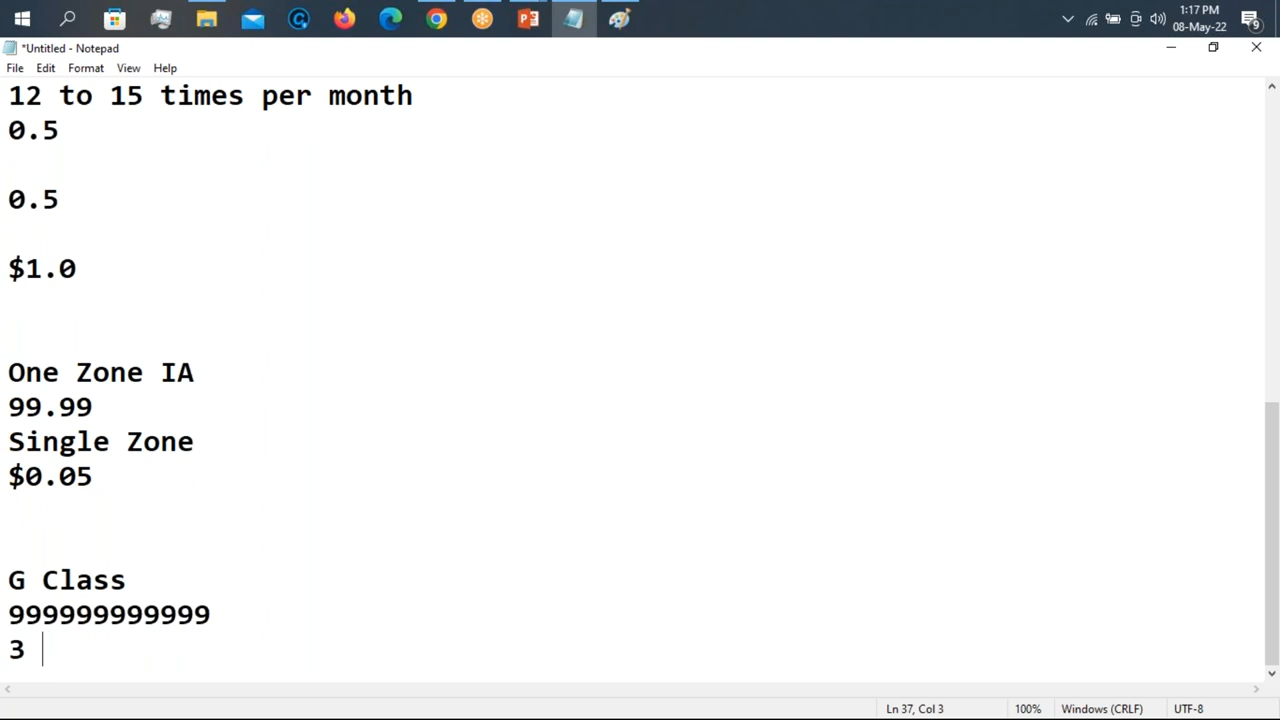 1:17 PM
08-May-22
9
*Untitled - Notepad
File Edit Format View Help
12 to 15 times per month
0.5
0.5
$1.0
One Zone IA
99.99
Single Zone
$0.05
G Class
999999999999
3
Ln 37, Col 3 100% Windows (CRLF) UTF-8